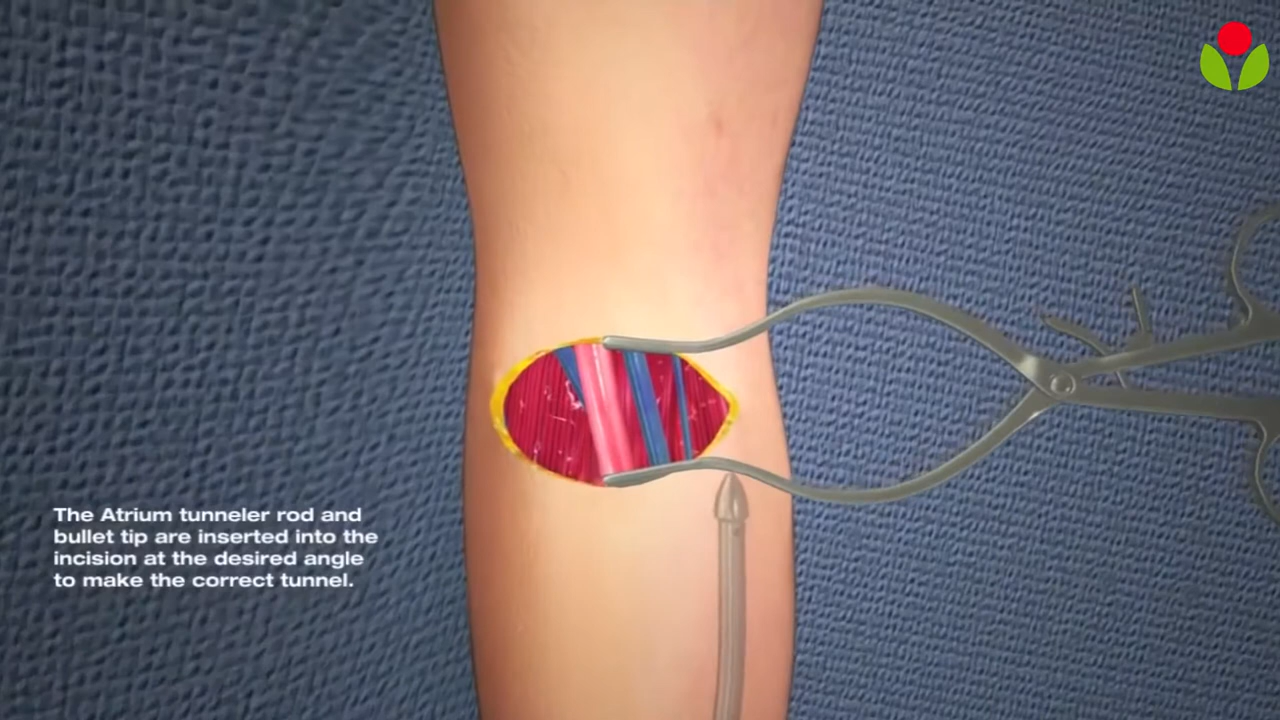 The Atrium tunneler rod and
bullet tip are inserted into the
incision at the desired angle
to make the correct tunnel.